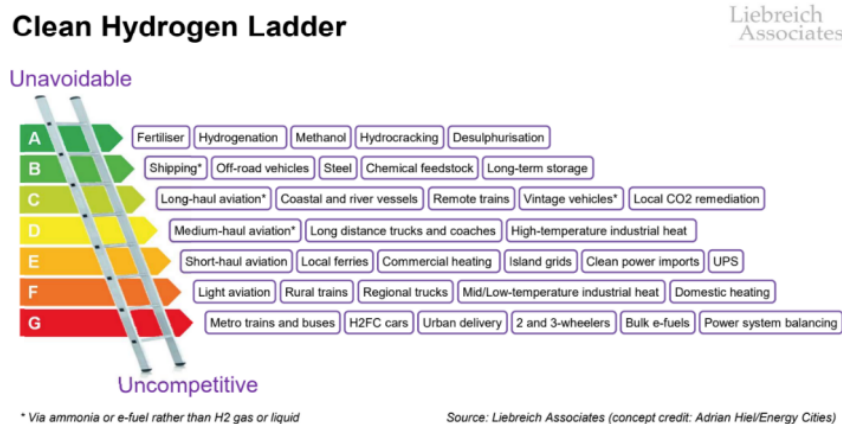 Clean Hydrogen Ladder
Liebreich
Associates
Unavoidable
A Fertiliser Hydrogenation Methanol Hydrocracking Desulphurisation
B Shipping* Off-road vehicles Steel Chemical feedstock Long-term storage
C Long-haul aviation* Coastal and river vessels Remote trains Vintage vehicles* Local CO2 remediation
D Medium-haul aviation* Long distance trucks and coaches High-temperature industrial heat
E Short-haul aviation Local ferries Commercial heating Island grids Clean power imports UPS
F Light aviation Rural trains Regional trucks Mid/Low-temperature industrial heat Domestic heating
G Metro trains and buses H2FC cars Urban delivery 2 and 3-wheelers Bulk e-fuels Power system balancing
Uncompetitive
* Via ammonia or e-fuel rather than H2 gas or liquid
Source: Liebreich Associates (concept credit: Adrian Hiel/Energy Cities)